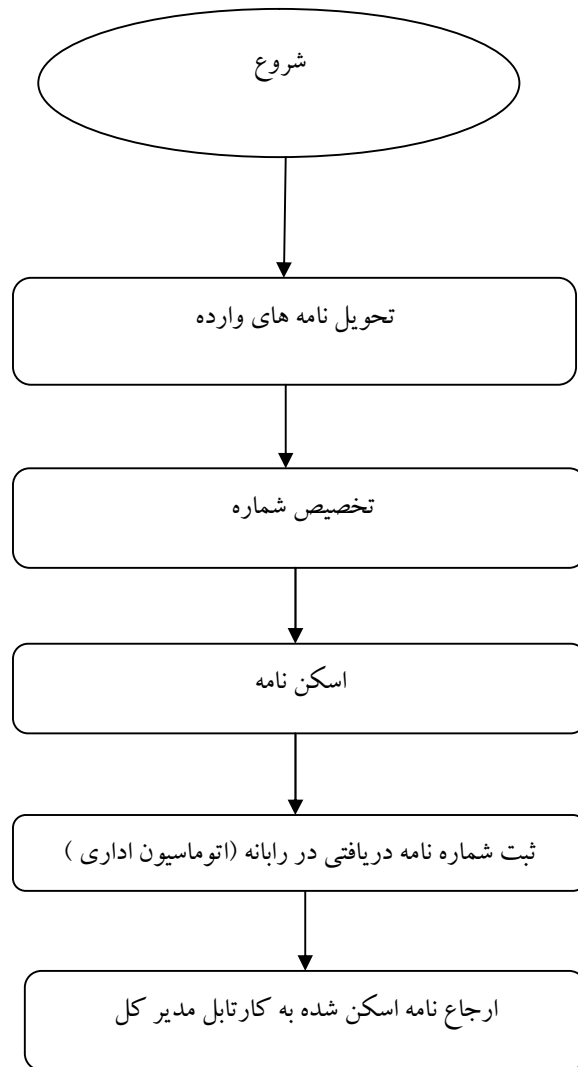 شروع
تحویل نامه های وارده
تخصیص شماره
اسکن نامه
ثبت شماره نامه دریافتی در رابانه (اتوماسیون اداری )
ارجاع نامه اسکن شده به کارتابل مدیر کل